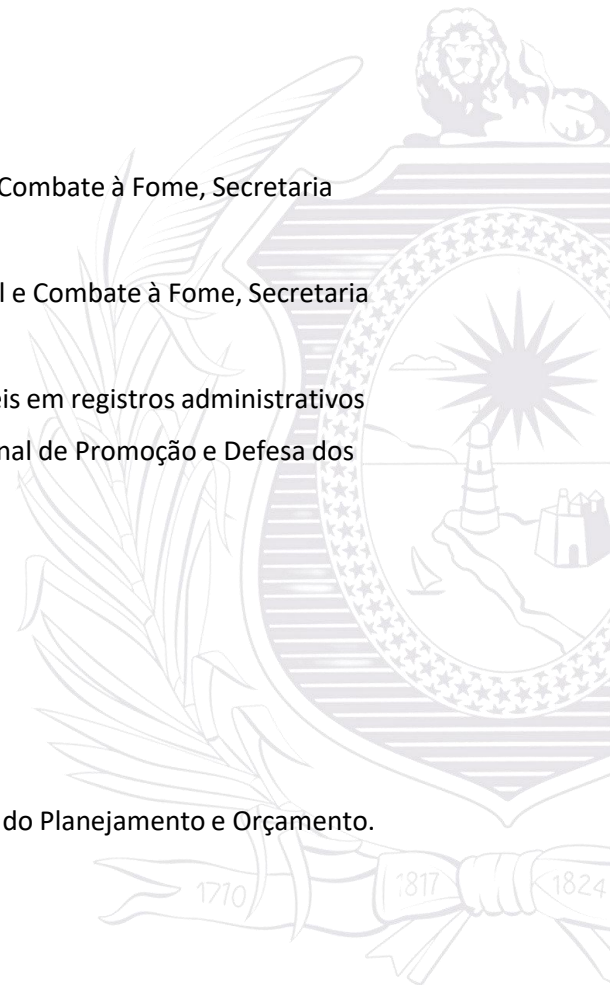 Combate à Fome, Secretaria
l e Combate à Fome, Secretaria
eis em registros administrativos
nal de Promoção e Defesa dos
do Planejamento e Orçamento.
1710
1817
1824